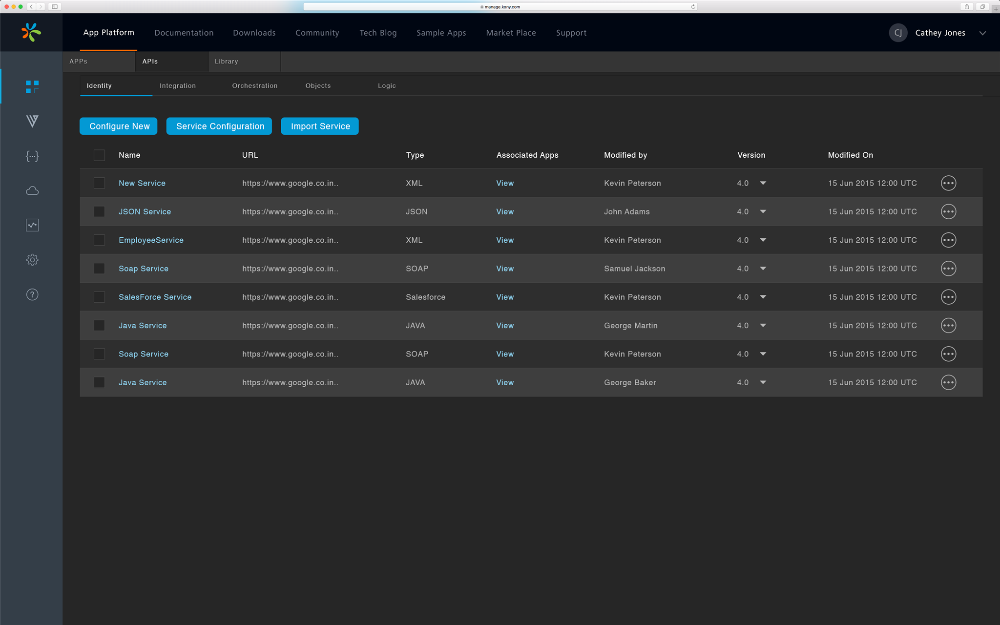 manage.kony.com
App Platform Documentation Downloads Community Tech Blog Sample Apps Market Place Support CJ Cathey Jones
APPs APIs Library
Identity Integration Orchestration Objects Logic
Configure New Service Configuration Import Service
Name URL Type Associated Apps Modified by Version Modified On
New Service https://www.google.co.in.. XML View Kevin Peterson 4.0 15 Jun 2015 12:00 UTC
JSON Service https://www.google.co.in.. JSON View John Adams 4.0 15 Jun 2015 12:00 UTC
EmployeeService https://www.google.co.in.. XML View Kevin Peterson 4.0 15 Jun 2015 12:00 UTC
Soap Service https://www.google.co.in.. SOAP View Samuel Jackson 4.0 15 Jun 2015 12:00 UTC
SalesForce Service https://www.google.co.in.. Salesforce View Kevin Peterson 4.0 15 Jun 2015 12:00 UTC
Java Service https://www.google.co.in.. JAVA View George Martin 4.0 15 Jun 2015 12:00 UTC
Soap Service https://www.google.co.in.. SOAP View Kevin Peterson 4.0 15 Jun 2015 12:00 UTC
Java Service https://www.google.co.in.. JAVA View George Baker 4.0 15 Jun 2015 12:00 UTC